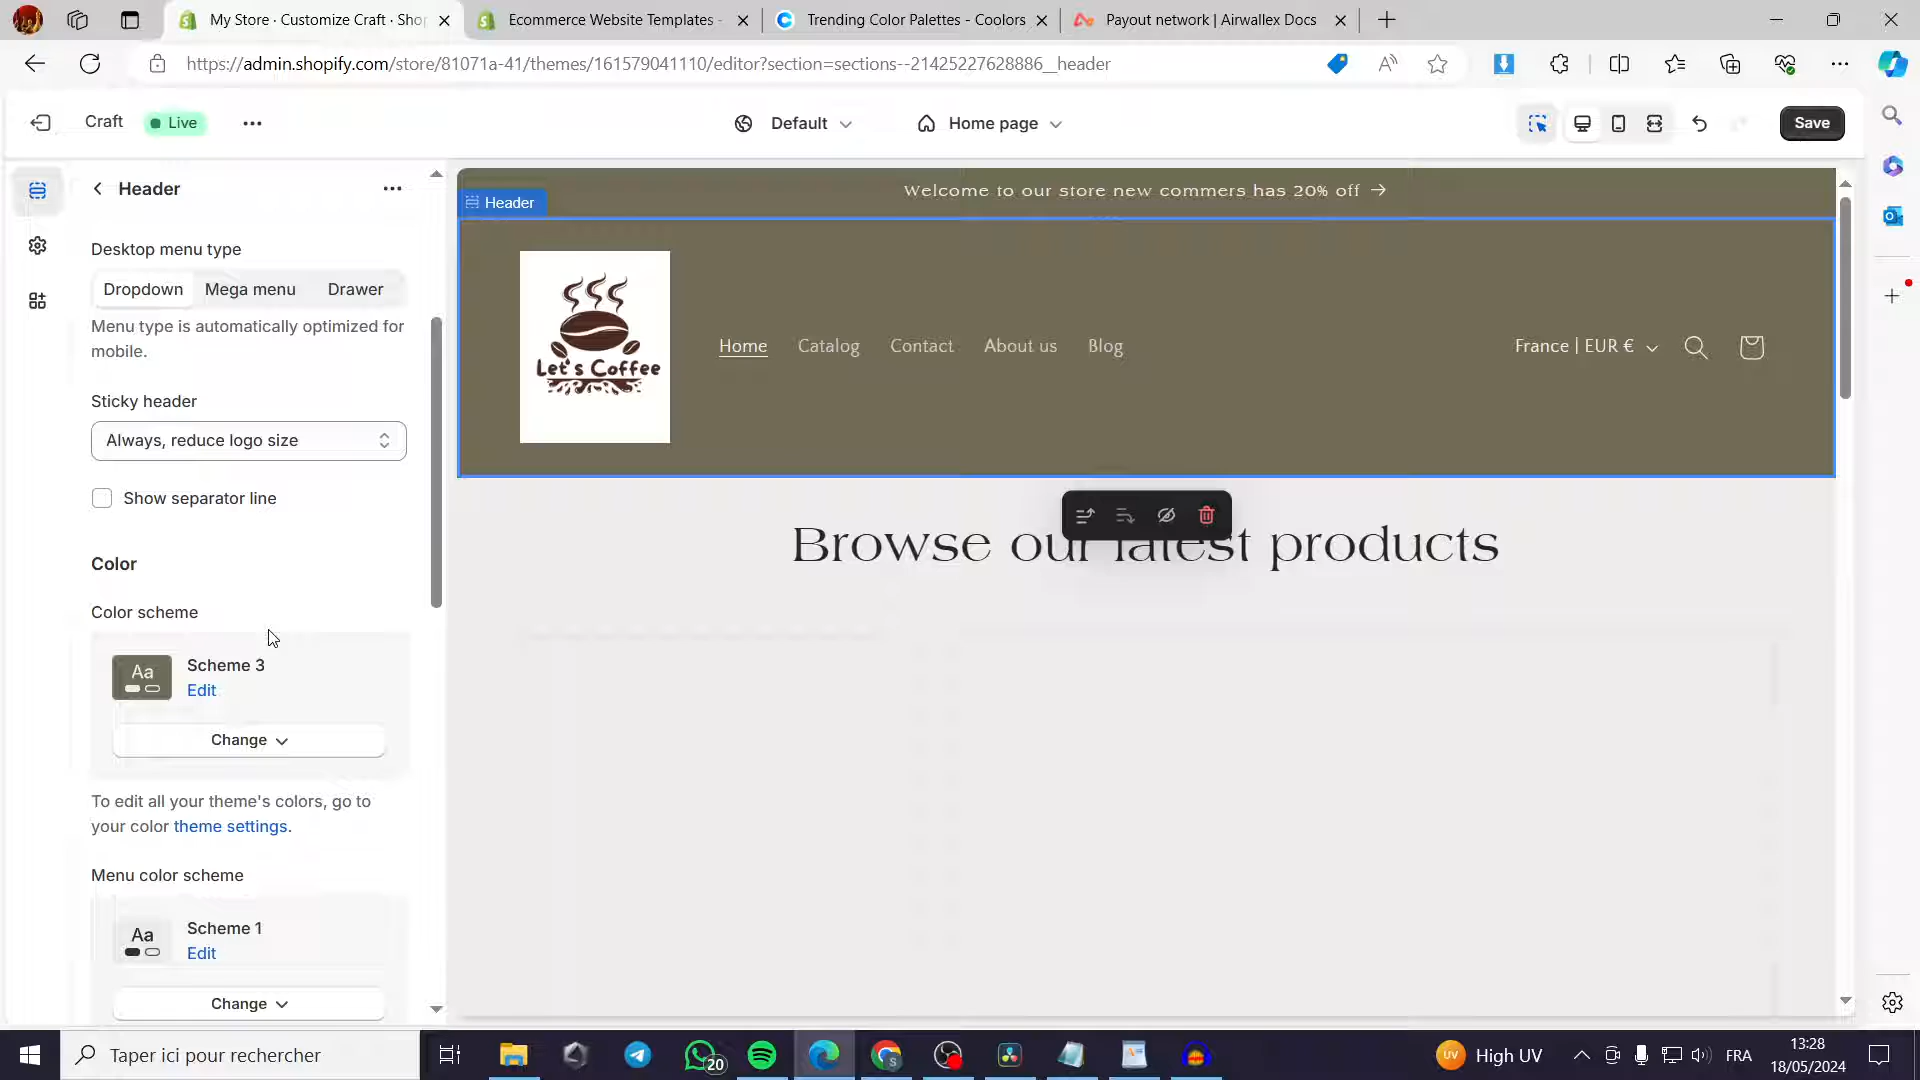 My Store · Customize Craft · Sho
Ecommerce Website Templates -
Trending Color Palettes - Coolors
Payout network | Airwallex Docs
https://admin.shopify.com/store/81071a-41/themes/161579041110/editor?section=sections--21425227628886__header
Craft
Live
Default
Home page
Save
Header
Desktop menu type
Dropdown
Mega menu
Drawer
Menu type is automatically optimized for
mobile.
Sticky header
Always, reduce logo size
Show separator line
Color
Color scheme
Aa
Scheme 3
Edit
Change
To edit all your theme's colors, go to
your color theme settings.
Menu color scheme
Aa
Scheme 1
Edit
Change
Welcome to our store new commers has 20% off →
Header
Let's Coffee
Home
Catalog
Contact
About us
Blog
France | EUR €
Browse our latest products
Taper ici pour rechercher
20
UV
High UV
FRA
13:28
18/05/2024